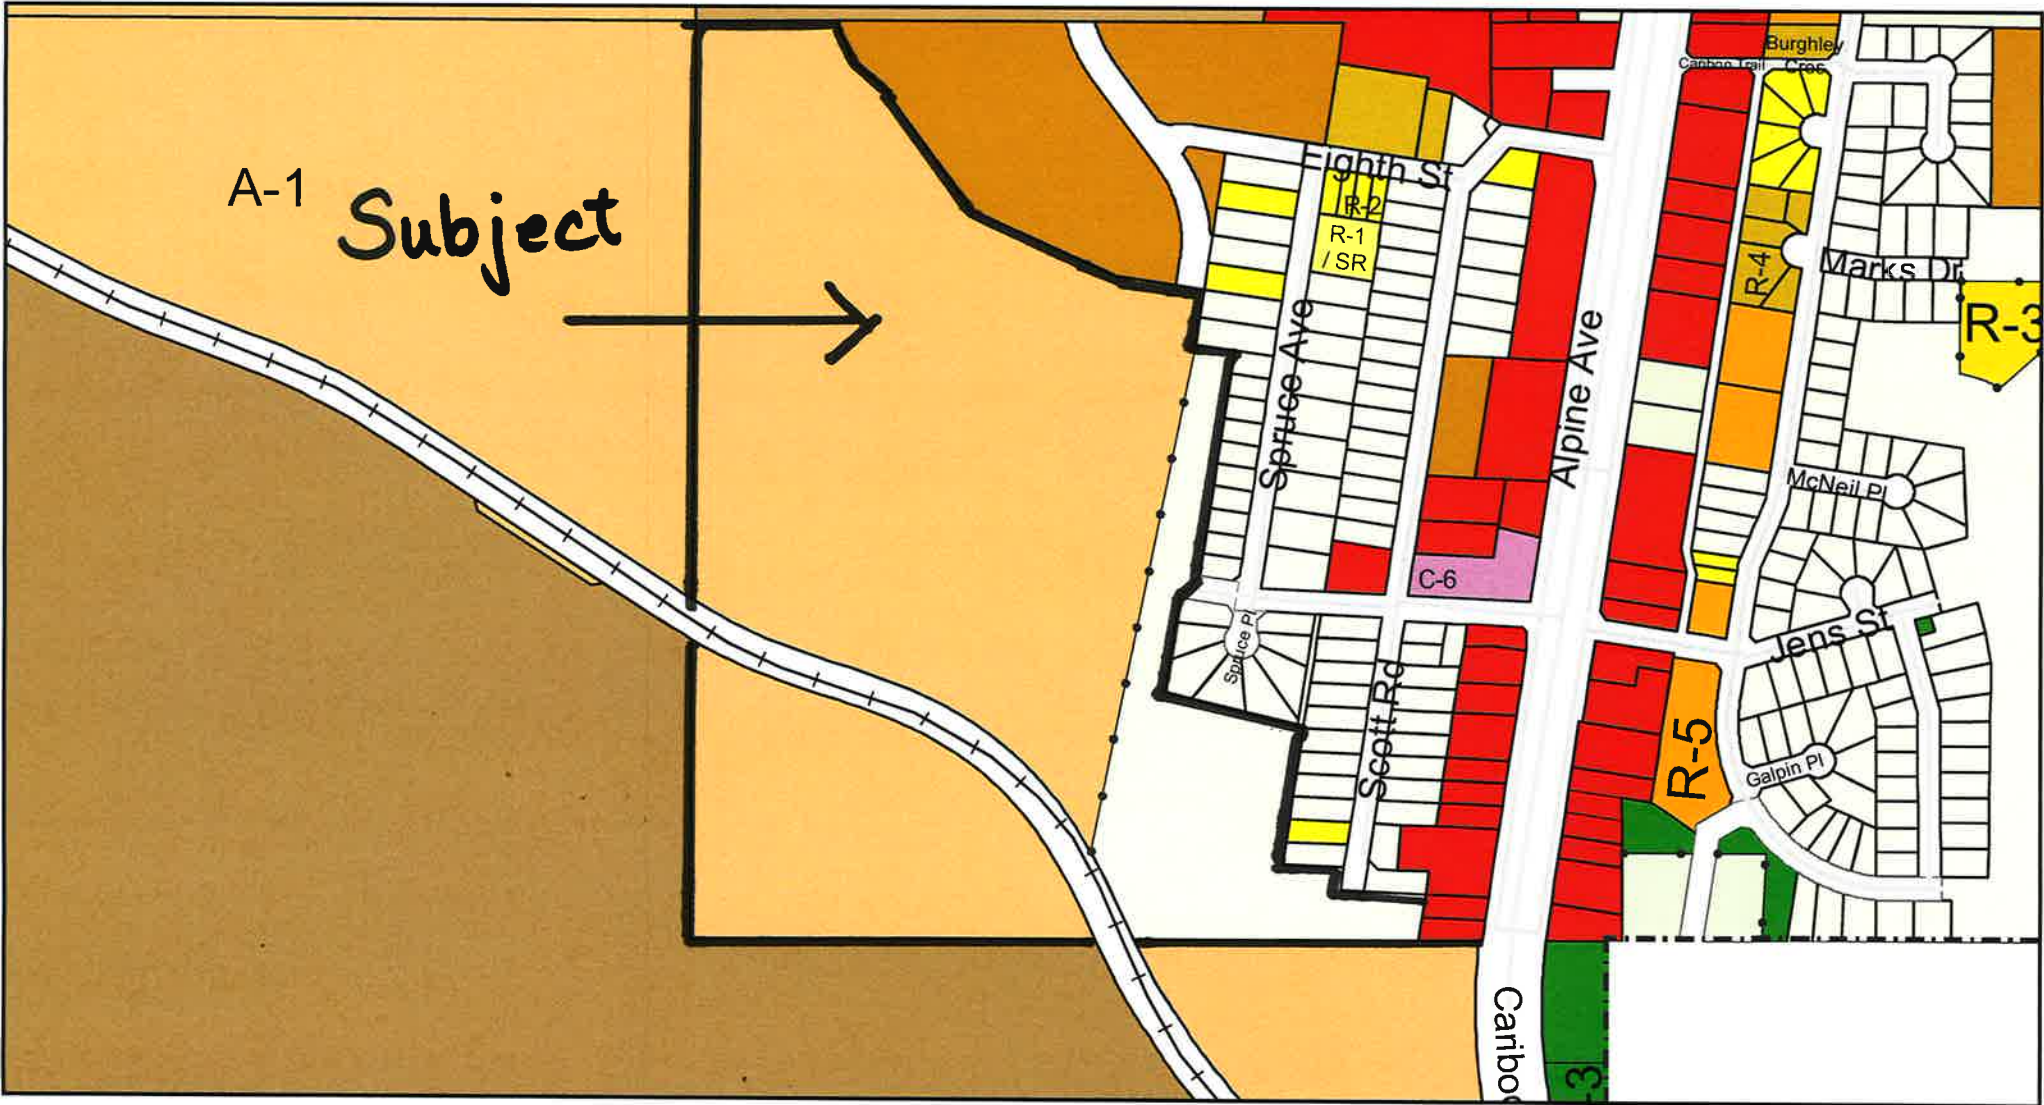 Burghley
Cres
Cariboo Trail
A-1
Subject
Eighth St
R-2
R-1
/ SR
R-4
Marks Dr
R-3
Spruce Ave
Alpine Ave
McNeil Pl
C-6
Spruce Pl
Jens St
Scott Rd
R-5
Galpin Pl
Cariboo
-3